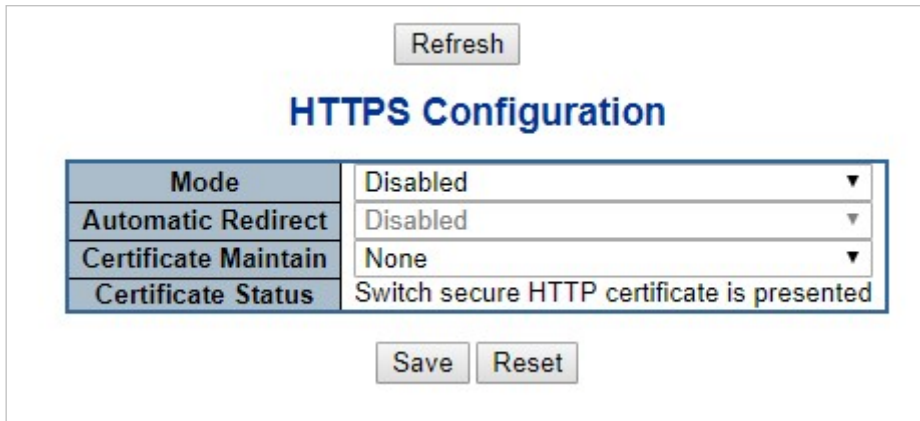 Refresh
HTTPS Configuration
Mode Disabled
Automatic Redirect Disabled
Certificate Maintain None
Certificate Status Switch secure HTTP certificate is presented
Save Reset